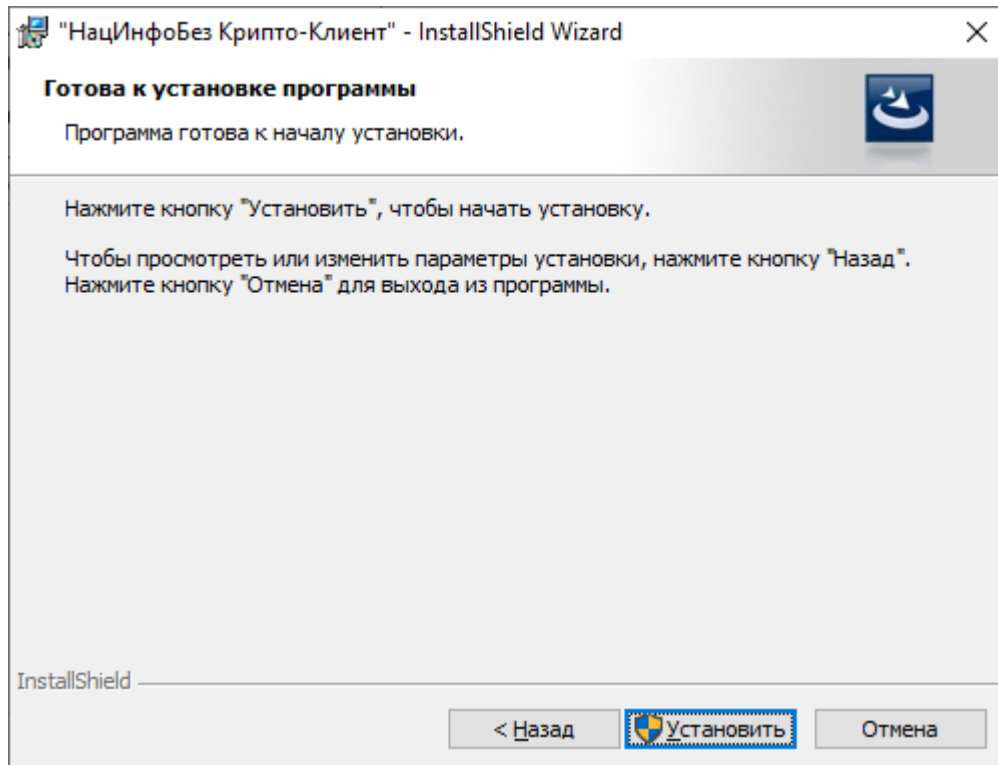 "НацИнфоБез Крипто-Клиент" - InstallShield Wizard
Готова к установке программы
Программа готова к началу установки.
Нажмите кнопку "Установить", чтобы начать установку.
Чтобы просмотреть или изменить параметры установки, нажмите кнопку "Назад".
Нажмите кнопку "Отмена" для выхода из программы.
InstallShield
< Назад
Установить
Отмена